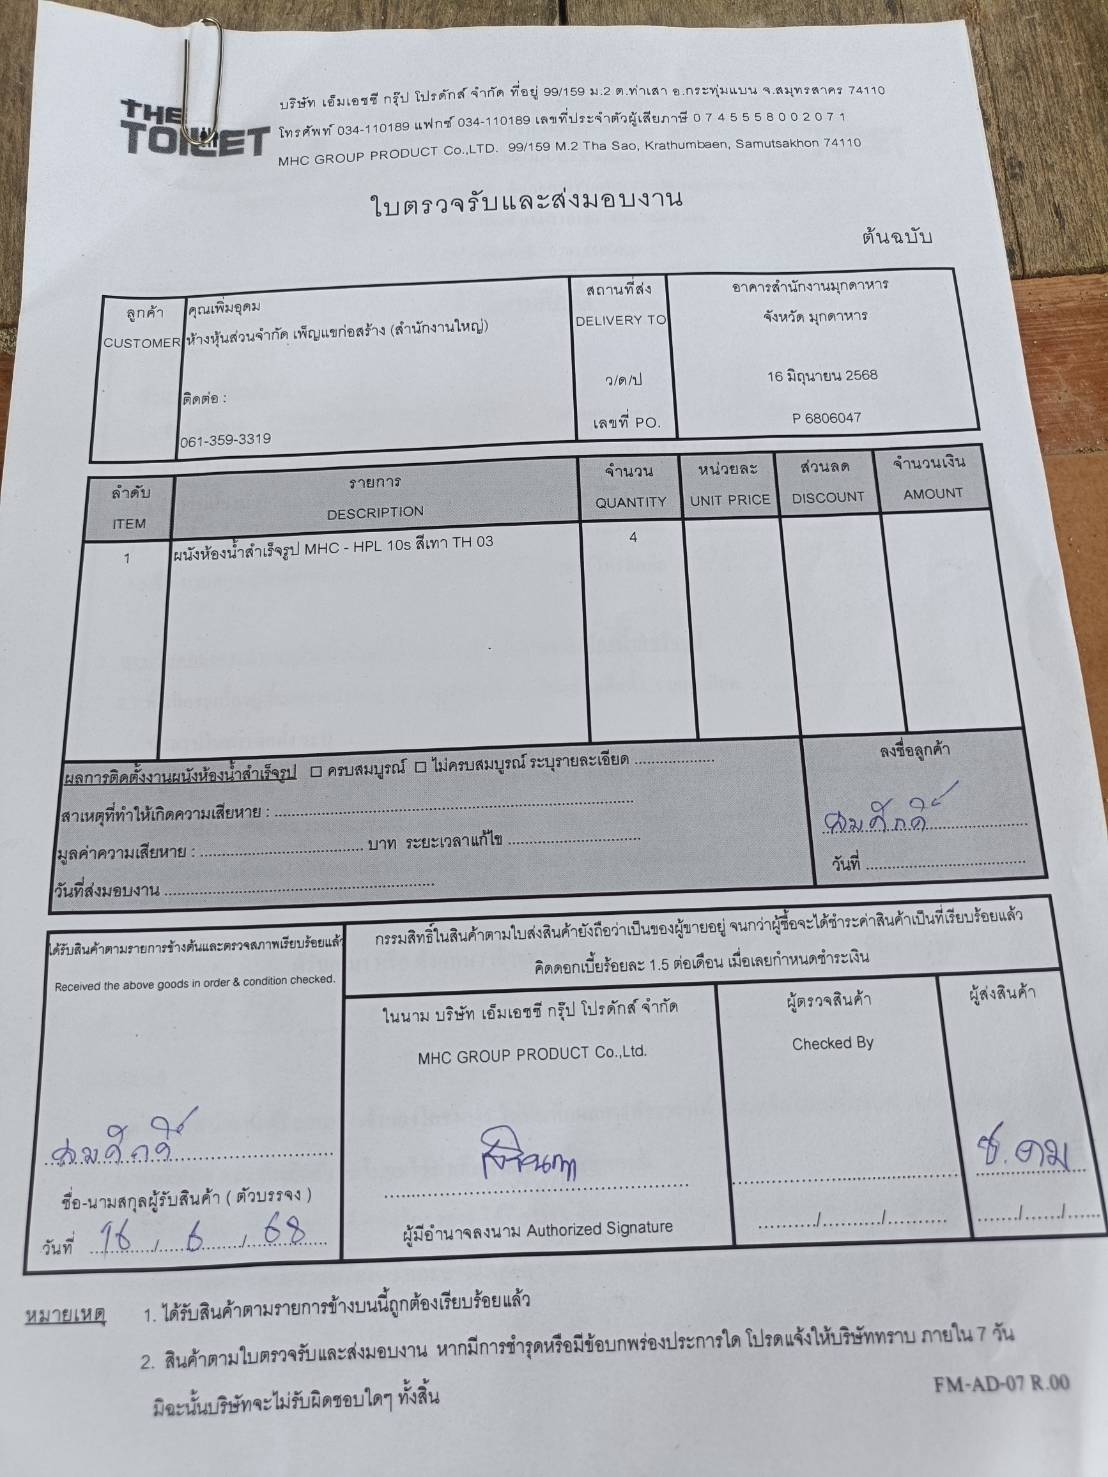 THE TOILET
บริษัท เอ็มเอชซี กรุ๊ป โปรดักส์ จำกัด ที่อยู่ 99/159 ม.2 ต.ท่าเสา อ.กระทุ่มแบน จ.สมุทรสาคร 74110
โทรศัพท์ 034-110189 แฟกซ์ 034-110189 เลขที่ประจำตัวผู้เสียภาษี 0 7 4 5 5 5 8 0 0 2 0 7 1
MHC GROUP PRODUCT Co.,LTD. 99/159 M.2 Tha Sao, Krathumbaen, Samutsakhon 74110
ใบตรวจรับและส่งมอบงาน
ต้นฉบับ
ลูกค้า
CUSTOMER
คุณเพิ่มอุดม
ห้างหุ้นส่วนจำกัด เพ็ญแขก่อสร้าง (สำนักงานใหญ่)
ติดต่อ :
061-359-3319
สถานที่ส่ง
DELIVERY TO
อาคารสำนักงานมุกดาหาร
จังหวัด มุกดาหาร
ว/ด/ป 16 มิถุนายน 2568
เลขที่ PO. P 6806047
ลำดับ รายการ จำนวน หน่วยละ ส่วนลด จำนวนเงิน
ITEM DESCRIPTION QUANTITY UNIT PRICE DISCOUNT AMOUNT
1 ผนังห้องน้ำสำเร็จรูป MHC - HPL 10s สีเทา TH 03 4
ผลการติดตั้งงานผนังห้องน้ำสำเร็จรูป ☐ ครบสมบูรณ์ ☐ ไม่ครบสมบูรณ์ ระบุรายละเอียด ....................
สาเหตุที่ทำให้เกิดความเสียหาย : ....................
มูลค่าความเสียหาย : .................... บาท ระยะเวลาแก้ไข ....................
วันที่ส่งมอบงาน ....................
ลงชื่อลูกค้า
สมศักดิ์
วันที่ ....................
ได้รับสินค้าตามรายการข้างต้นและตรวจสภาพเรียบร้อยแล้ว
Received the above goods in order & condition checked.
สมศักดิ์
ชื่อ-นามสกุลผู้รับสินค้า ( ตัวบรรจง )
วันที่ 16 / 6 / 68
กรรมสิทธิ์ในสินค้าตามใบส่งสินค้ายังถือว่าเป็นของผู้ขายอยู่ จนกว่าผู้ซื้อจะได้ชำระค่าสินค้าเป็นที่เรียบร้อยแล้ว
คิดดอกเบี้ยร้อยละ 1.5 ต่อเดือน เมื่อเลยกำหนดชำระเงิน
ในนาม บริษัท เอ็มเอชซี กรุ๊ป โปรดักส์ จำกัด
MHC GROUP PRODUCT Co.,Ltd.
ผู้มีอำนาจลงนาม Authorized Signature
ผู้ตรวจสินค้า
Checked By
........../........../..........
ผู้ส่งสินค้า
ช.คม
......./....../......
หมายเหตุ 1. ได้รับสินค้าตามรายการข้างบนนี้ถูกต้องเรียบร้อยแล้ว
2. สินค้าตามใบตรวจรับและส่งมอบงาน หากมีการชำรุดหรือมีข้อบกพร่องประการใด โปรดแจ้งให้บริษัททราบ ภายใน 7 วัน
มิฉะนั้นบริษัทจะไม่รับผิดชอบใดๆ ทั้งสิ้น
FM-AD-07 R.00